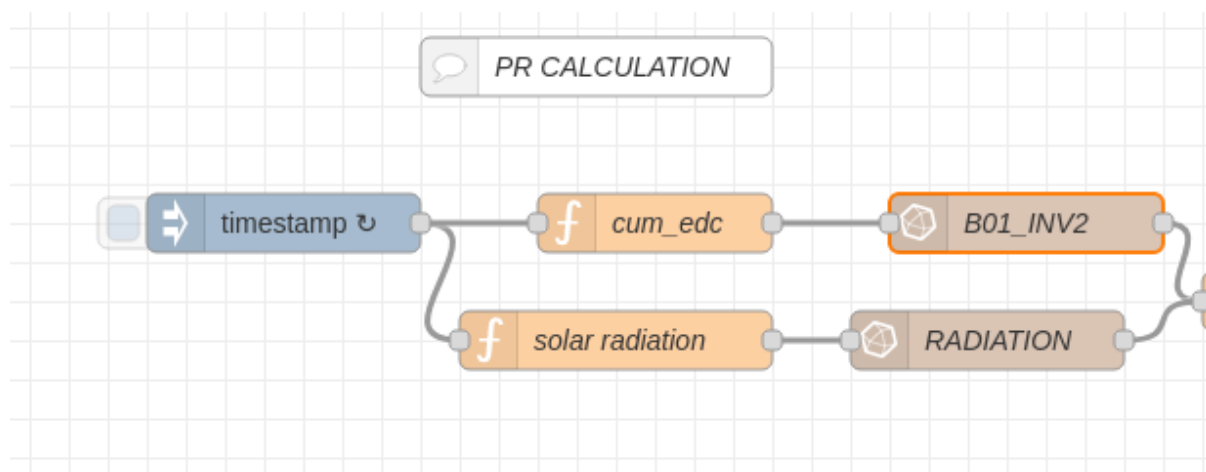 PR CALCULATION
timestamp ↻
cum_edc
B01_INV2
solar radiation
RADIATION